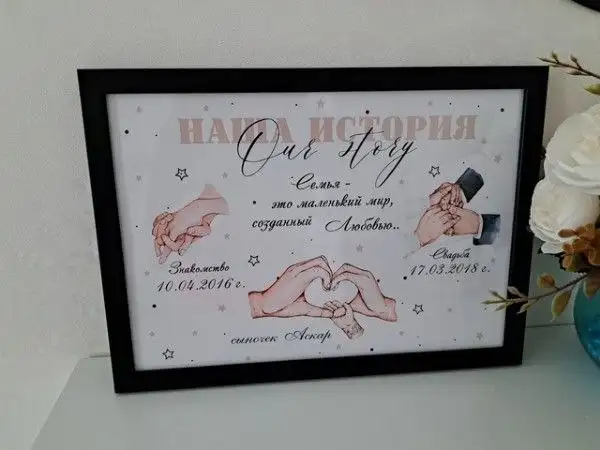 НАША ИСТОРИЯ
Our story
Семья -
это маленький мир,
созданный Любовью..
Знакомство
10.04.2016 г.
Свадьба
17.03.2018 г.
сыночек Аскар